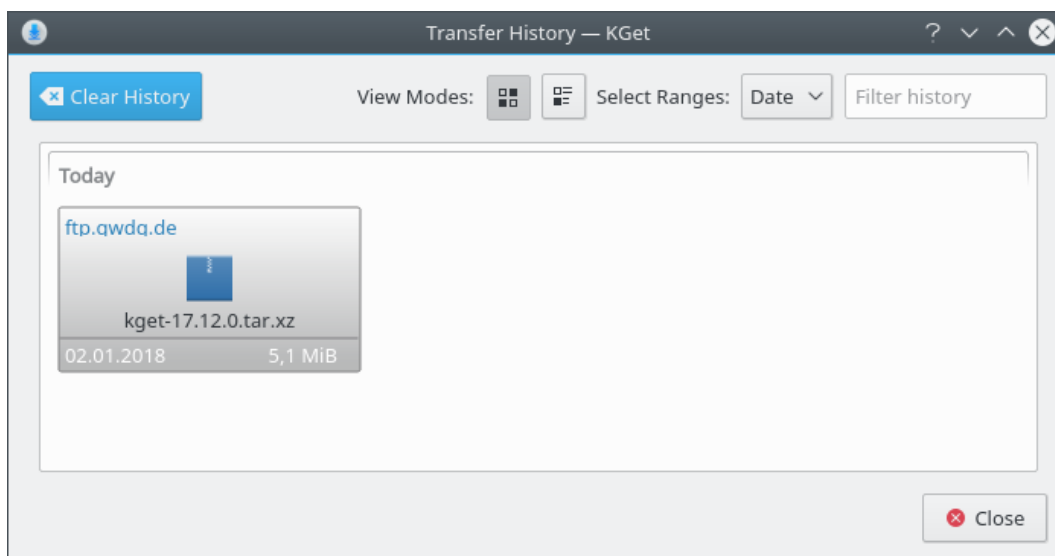 Transfer History — KGet
Clear History View Modes: Select Ranges: Date Filter history
Today
ftp.gwdg.de
kget-17.12.0.tar.xz
02.01.2018 5,1 MiB
Close